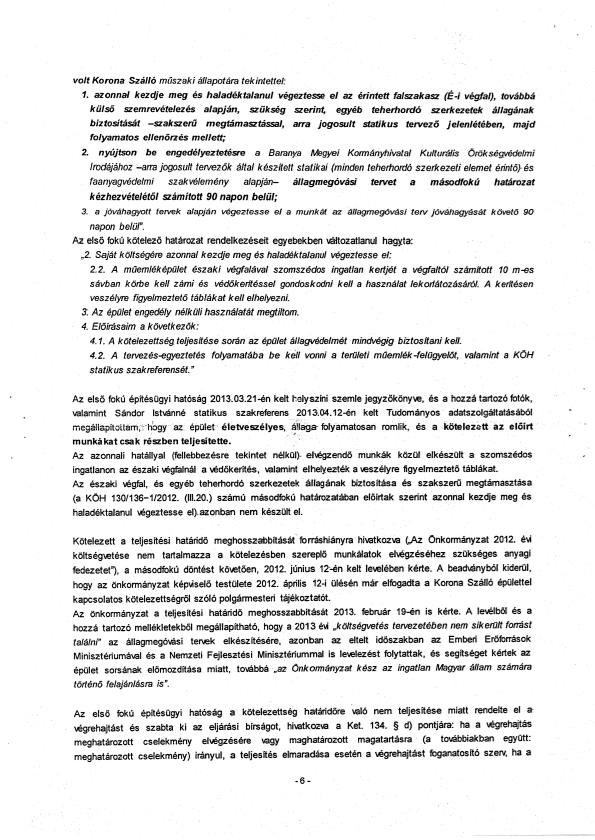 volt Korona Szálló műszaki állapotára tekintettel:
1. azonnal kezdje meg és haladéktalanul végeztesse el az érintett falszakasz (É-i végfal), továbbá
külső szemrevételezés alapján, szükség szerint, egyéb teherhordó szerkezetek állagának
biztosítását –szakszerű megtámasztással, arra jogosult statikus tervező jelenlétében, majd
folyamatos ellenőrzés mellett;
2. nyújtson be engedélyeztetésre a Baranya Megyei Kormányhivatal Kulturális Örökségvédelmi
Irodájához –arra jogosult tervezők által készített statikai (minden teherhordó szerkezeti elemet érintő) és
faanyagvédelmi szakvélemény alapján– állagmegóvási tervet a másodfokú határozat
kézhezvételétől számított 90 napon belül;
3. a jóváhagyott tervek alapján végeztesse el a munkát az állagmegóvási terv jóváhagyását követő 90
napon belül".
Az első fokú kötelező határozat rendelkezéseit egyebekben változatlanul hagyta:
„2. Saját költségére azonnal kezdje meg és haladéktalanul végeztesse el:
2.2. A műemléképület északi végfalával szomszédos ingatlan kertjét a végfaltól számított 10 m-es
sávban körbe kell zárni és védőkerítéssel gondoskodni kell a használat lekorlátozásáról. A kerítésen
veszélyre figyelmeztető táblákat kell elhelyezni.
3. Az épület engedély nélküli használatát megtiltom.
4. Előírásaim a következők:
4.1. A kötelezettség teljesítése során az épület állagvédelmét mindvégig biztosítani kell.
4.2. A tervezés-egyeztetés folyamatába be kell vonni a területi műemlék-felügyelőt, valamint a KÖH
statikus szakreferensét."
Az első fokú építésügyi hatóság 2013.03.21-én kelt helyszíni szemle jegyzőkönyve, és a hozzá tartozó fotók,
valamint Sándor Istvánné statikus szakreferens 2013.04.12-én kelt Tudományos adatszolgáltatásából
megállapítottam, hogy az épület életveszélyes, állaga folyamatosan romlik, és a kötelezett az előírt
munkákat csak részben teljesítette.
Az azonnali hatállyal (fellebbezésre tekintet nélkül) elvégzendő munkák közül elkészült a szomszédos
ingatlanon az északi végfalnál a védőkerítés, valamint elhelyezték a veszélyre figyelmeztető táblákat.
Az északi végfal, és egyéb teherhordó szerkezetek állagának biztosítása és szakszerű megtámasztása
(a KÖH 130/136–1/2012. (III.20.) számú másodfokú határozatában előírtak szerint azonnal kezdje meg és
haladéktalanul végeztesse el) azonban nem készült el.
Kötelezett a teljesítési határidő meghosszabbítását forráshiányra hivatkozva („Az Önkormányzat 2012. évi
költségvetése nem tartalmazza a kötelezésben szereplő munkálatok elvégzéséhez szükséges anyagi
fedezetet"), a másodfokú döntést követően, 2012. június 12-én kelt levelében kérte. A beadványból kiderül,
hogy az önkormányzat képviselő testülete 2012. április 12-i ülésén már elfogadta a Korona Szálló épülettel
kapcsolatos kötelezettségről szóló polgármesteri tájékoztatót.
Az önkormányzat a teljesítési határidő meghosszabbítását 2013. február 19-én is kérte. A levélből és a
hozzá tartozó mellékletekből megállapítható, hogy a 2013 évi „költségvetés tervezetében nem sikerült forrást
találni" az állagmegóvási tervek elkészítésére, azonban az eltelt időszakban az Emberi Erőforrások
Minisztériumával és a Nemzeti Fejlesztési Minisztériummal is levelezést folytattak, és segítséget kértek az
épület sorsának előmozdítása miatt, továbbá „az Önkormányzat kész az ingatlan Magyar állam számára
történő felajánlásra is".
Az első fokú építésügyi hatóság a kötelezettség határidőre való nem teljesítése miatt rendelte el a
végrehajtást és szabta ki az eljárási bírságot, hivatkozva a Ket. 134. § d) pontjára: ha a végrehajtás
meghatározott cselekmény elvégzésére vagy maghatározott magatartásra (a továbbiakban együtt:
meghatározott cselekmény) irányul, a teljesítés elmaradása esetén a végrehajtást foganatosító szerv, ha a
- 6 -